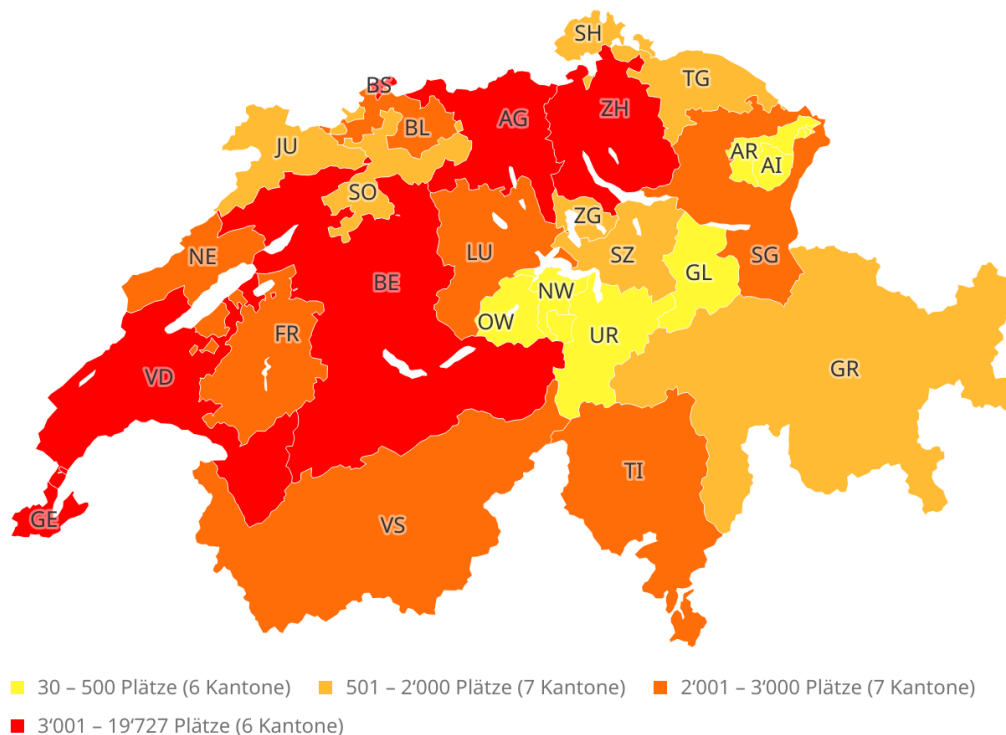 SH
TG
BS
ZH
AG
BL
JU
AR
AI
SO
ZG
NE
LU
SZ
SG
GL
BE
NW
OW
FR
UR
GR
VD
TI
GE
VS
30 – 500 Plätze (6 Kantone) 501 – 2‘000 Plätze (7 Kantone) 2‘001 – 3‘000 Plätze (7 Kantone)
3‘001 – 19‘727 Plätze (6 Kantone)